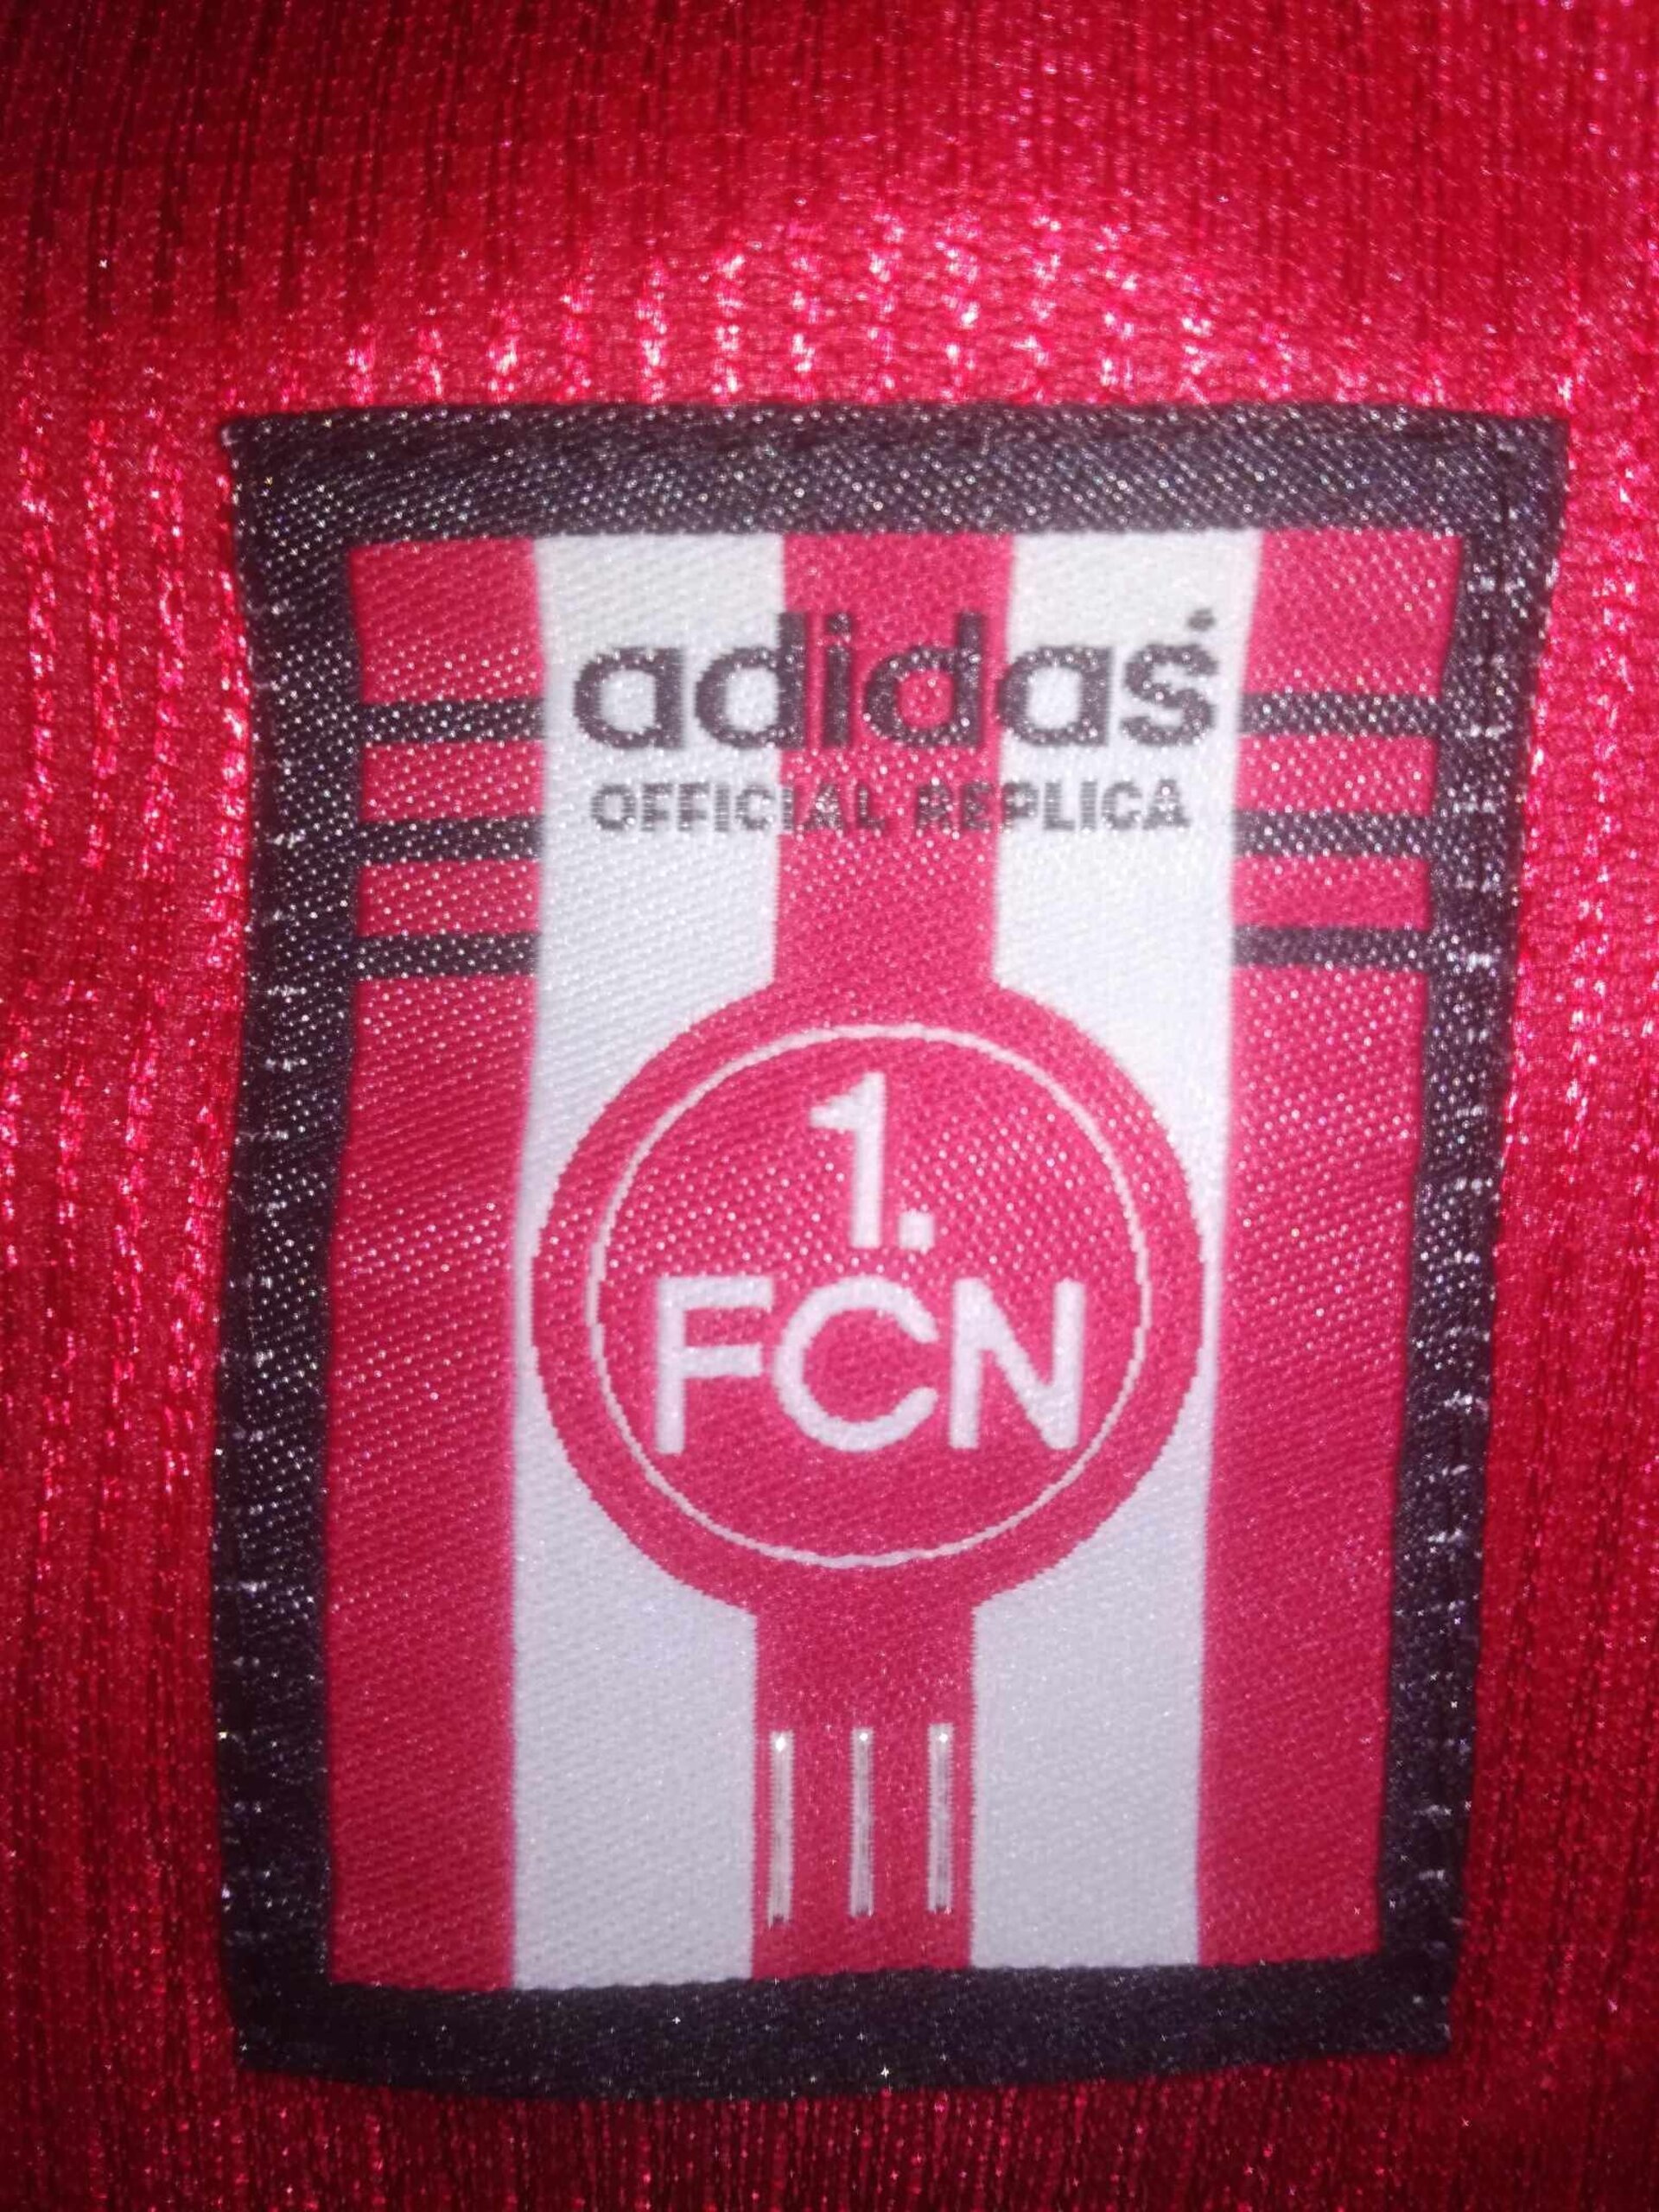 adidas
OFFICIAL REPLICA
1.
FCN